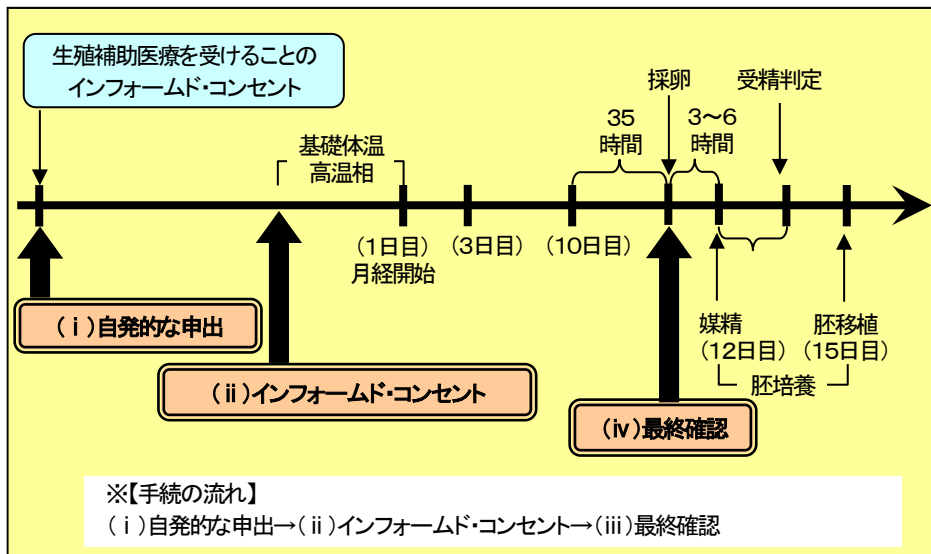 生殖補助医療を受けることの
インフォームド・コンセント
採卵
受精判定
35
時間
3〜6
時間
基礎体温
高温相
(1日目)
月経開始
(3日目)
(10日目)
(ⅰ)自発的な申出
媒精
(12日目)
胚移植
(15日目)
胚培養
(ⅱ)インフォームド・コンセント
(ⅳ)最終確認
※【手続の流れ】
(ⅰ)自発的な申出→(ⅱ)インフォームド・コンセント→(ⅲ)最終確認